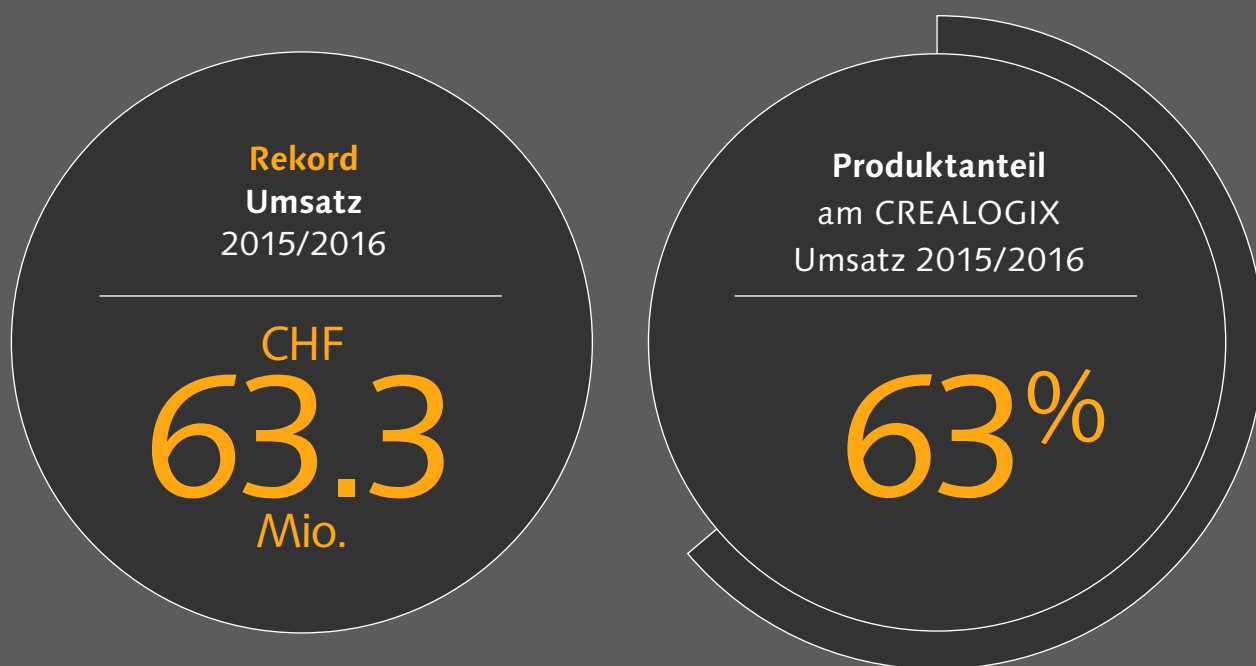 Rekord
Umsatz
2015/2016
CHF
63.3
Mio.
Produktanteil
am CREALOGIX
Umsatz 2015/2016
63%